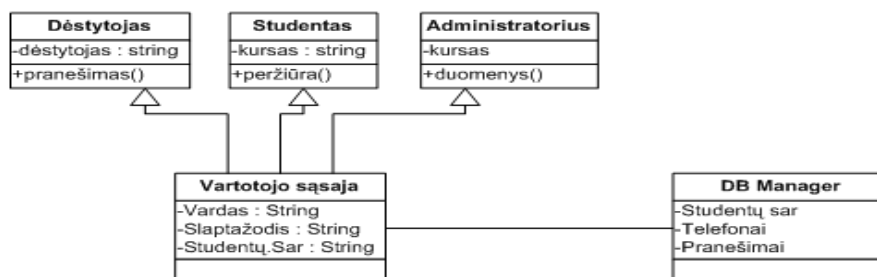 Dėstytojas
-dėstytojas : string
+pranešimas()
Studentas
-kursas : string
+peržiūra()
Administratorius
-kursas
+duomenys()
Vartotojo sąsaja
-Vardas : String
-Slaptažodis : String
-Studentų.Sar : String
DB Manager
-Studentų sar
-Telefonai
-Pranešimai